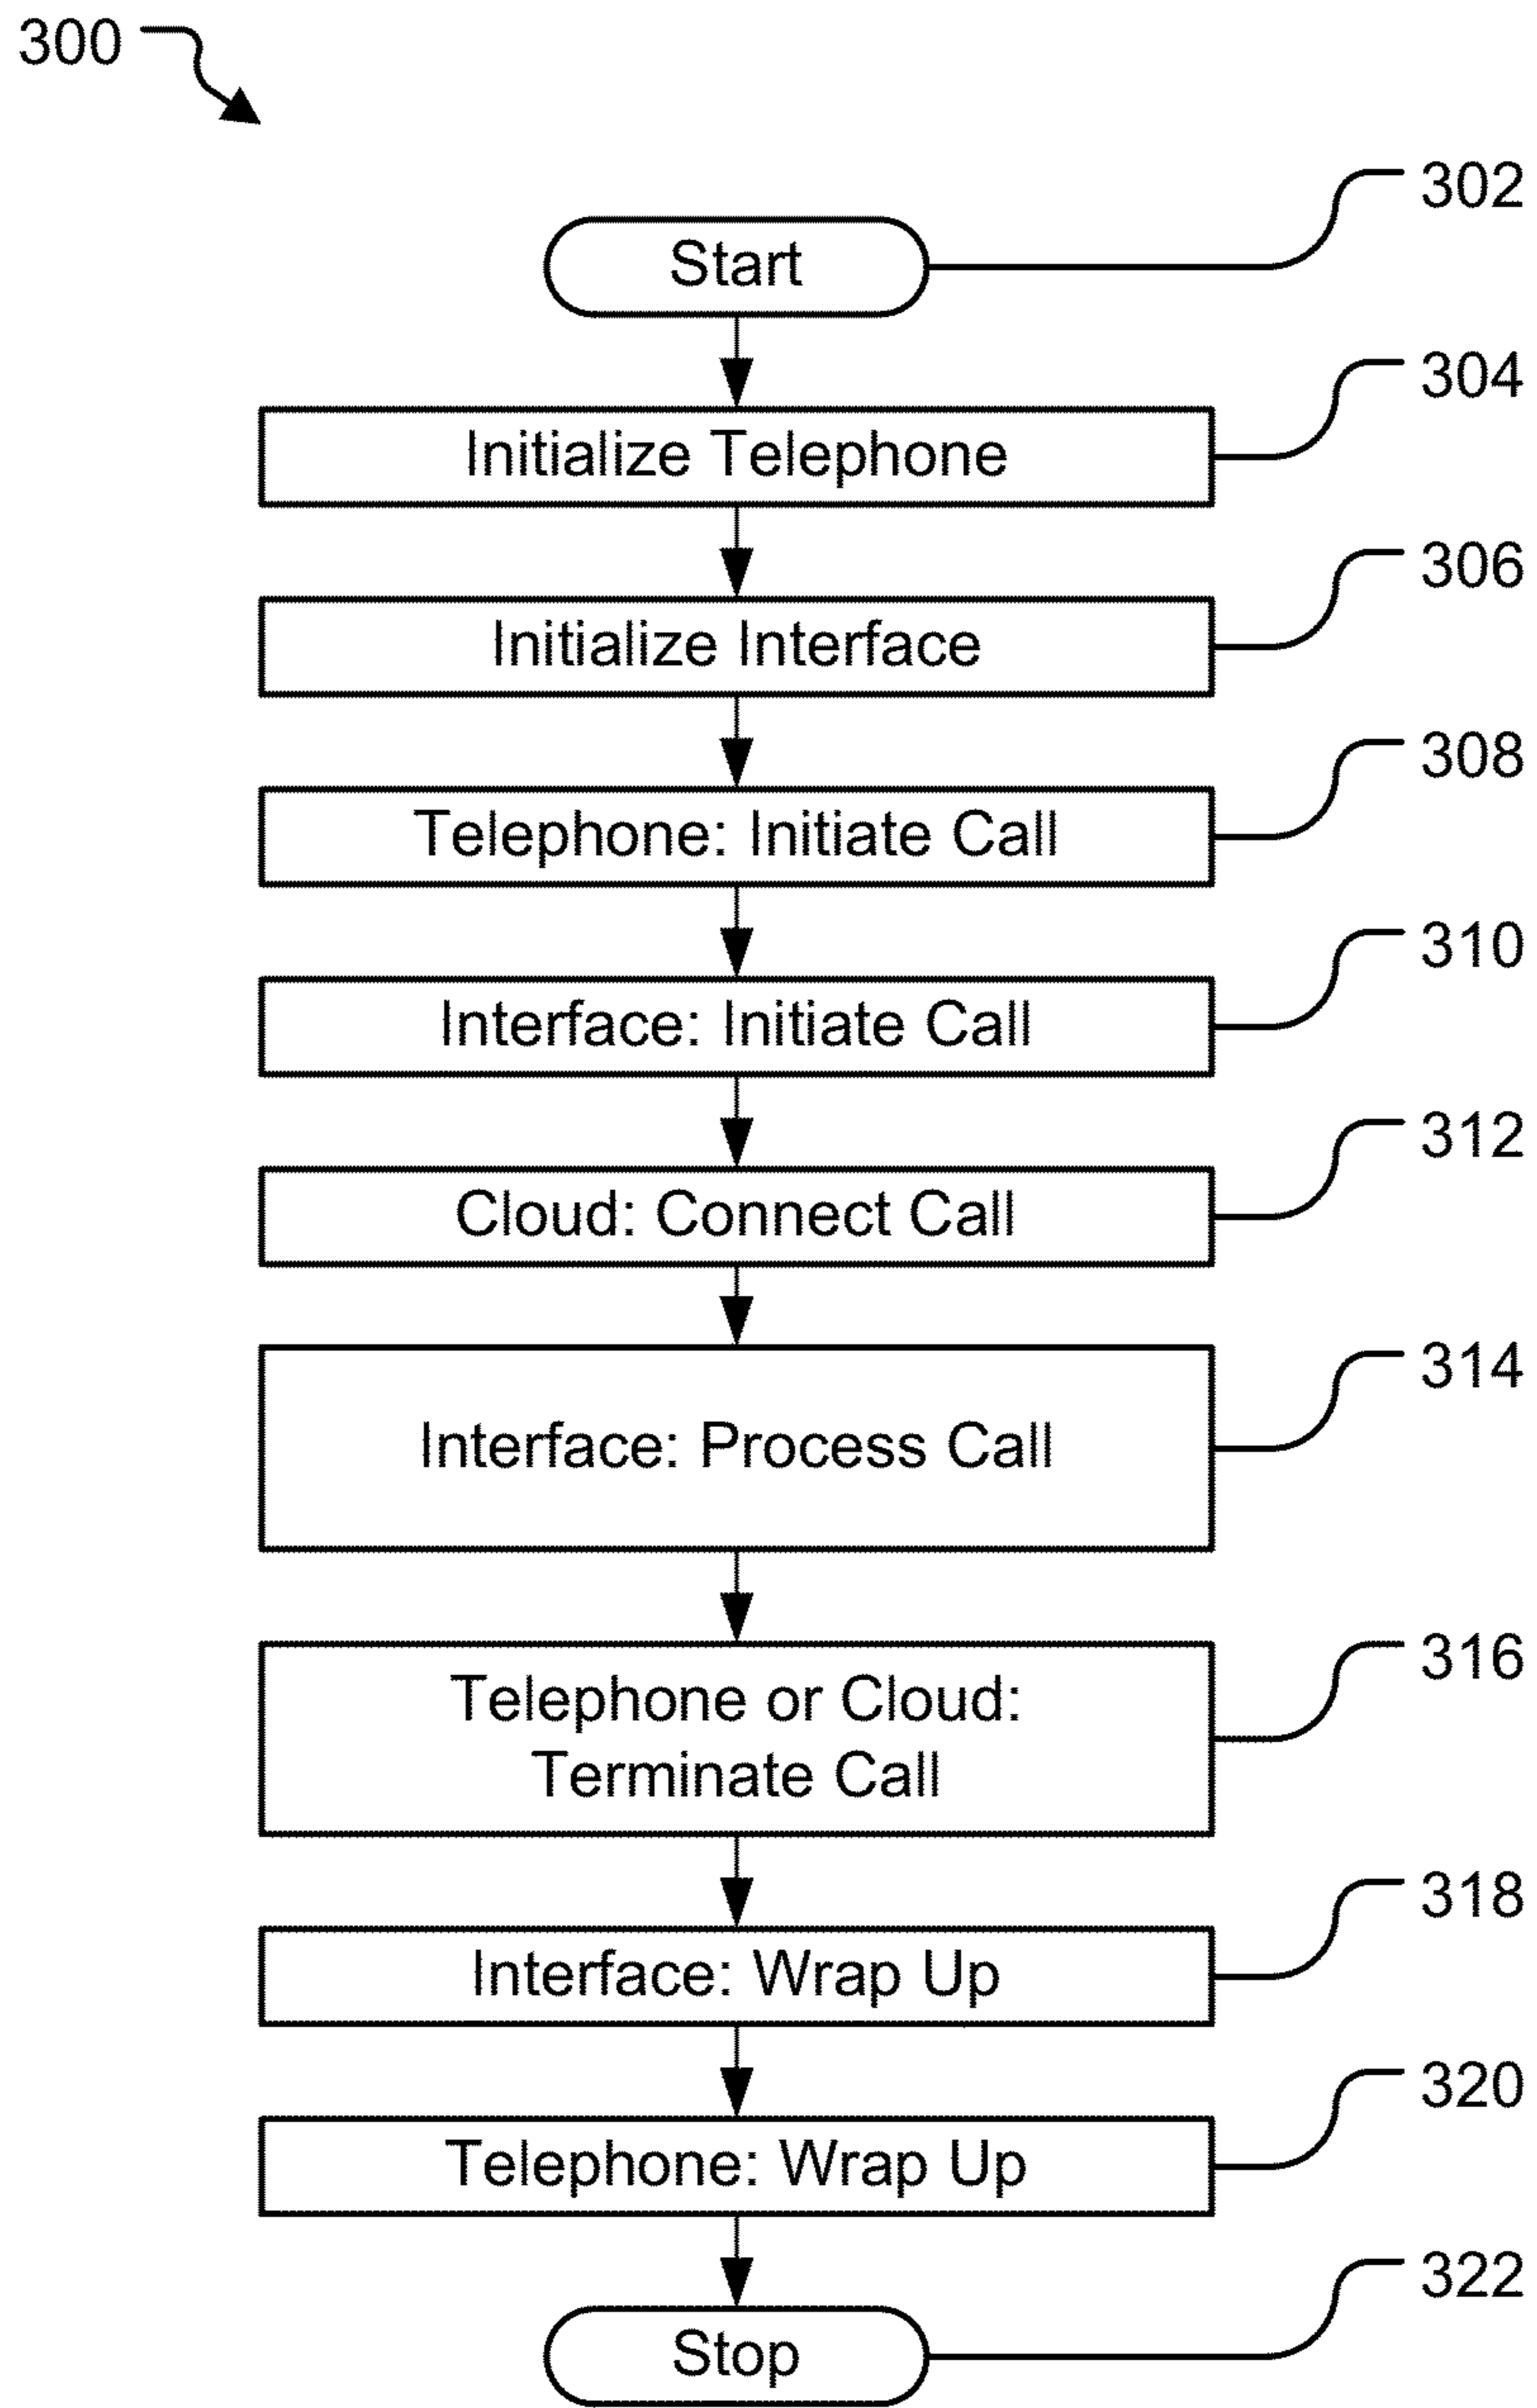 300
302
Start
304
Initialize Telephone
306
Initialize Interface
308
Telephone: Initiate Call
310
Interface: Initiate Call
312
Cloud: Connect Call
314
Interface: Process Call
316
Telephone or Cloud:
Terminate Call
318
Interface: Wrap Up
320
Telephone: Wrap Up
322
Stop